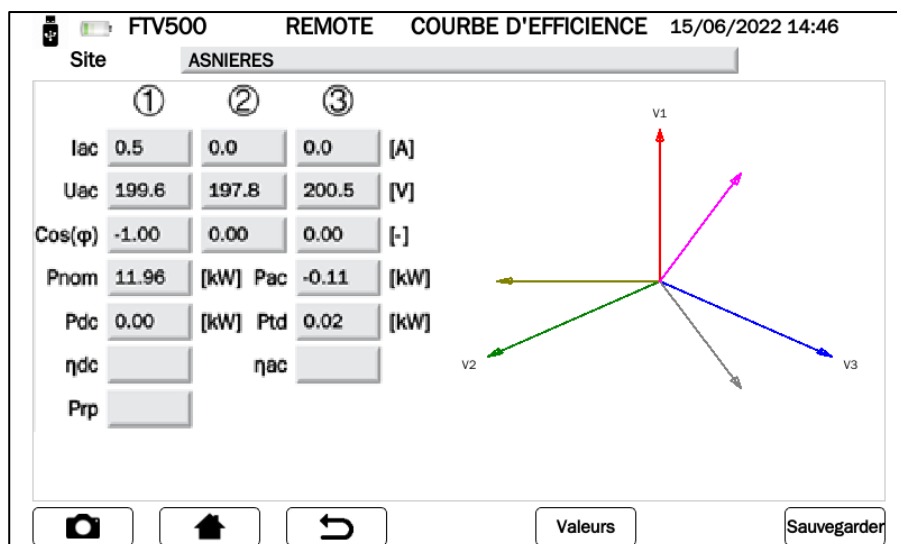 FTV500 REMOTE COURBE D'EFFICIENCE 15/06/2022 14:46
Site ASNIERES
① ② ③
Iac 0.5 0.0 0.0 [A]
Uac 199.6 197.8 200.5 [V]
Cos(φ) -1.00 0.00 0.00 [-]
Pnom 11.96 [kW] Pac -0.11 [kW]
Pdc 0.00 [kW] Ptd 0.02 [kW]
ηdc ηac
Prp
V1
V2
V3
Valeurs
Sauvegarder